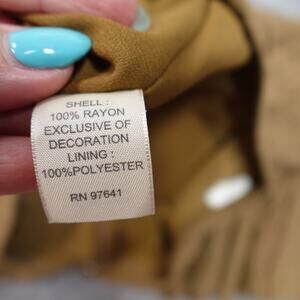 SHELL :
100% RAYON
EXCLUSIVE OF
DECORATION
LINING :
100%POLYESTER
RN 97641